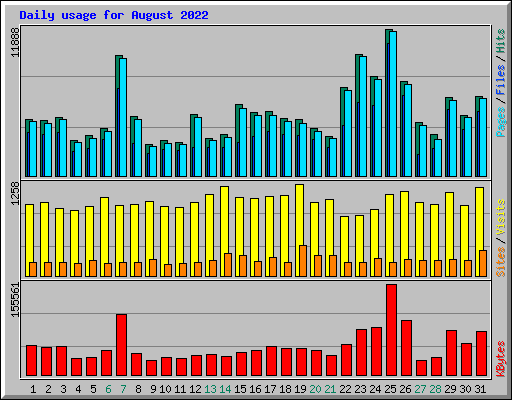 Daily usage for August 2022
11888
Pages / Files / Hits
1258
Sites / Visits
155561
KBytes
1 2 3 4 5 6 7 8 9 10 11 12 13 14 15 16 17 18 19 20 21 22 23 24 25 26 27 28 29 30 31